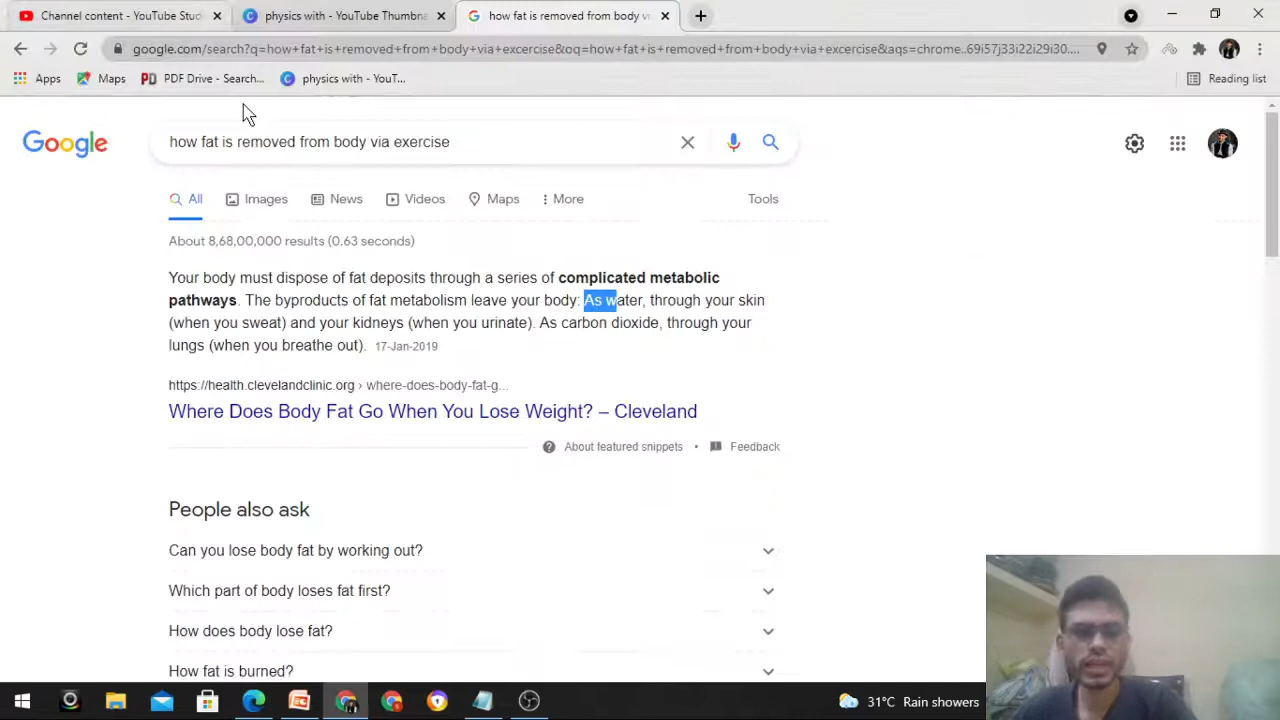 Channel content - YouTube Studi
physics with - YouTube Thumbna
how fat is removed from body v
google.com/search?q=how+fat+is+removed+from+body+via+excercise&oq=how+fat+is+removed+from+body+via+excercise&aqs=chrome..69i57j33i22i29i30....
Apps
Maps
PDF Drive - Search...
physics with - YouT...
Reading list
Google
how fat is removed from body via exercise
All
Images
News
Videos
Maps
More
Tools
About 8,68,00,000 results (0.63 seconds)
Your body must dispose of fat deposits through a series of complicated metabolic
pathways. The byproducts of fat metabolism leave your body: As water, through your skin
(when you sweat) and your kidneys (when you urinate). As carbon dioxide, through your
lungs (when you breathe out). 17-Jan-2019
https://health.clevelandclinic.org › where-does-body-fat-g...
Where Does Body Fat Go When You Lose Weight? – Cleveland
About featured snippets • Feedback
People also ask
Can you lose body fat by working out?
Which part of body loses fat first?
How does body lose fat?
How fat is burned?
31°C Rain showers